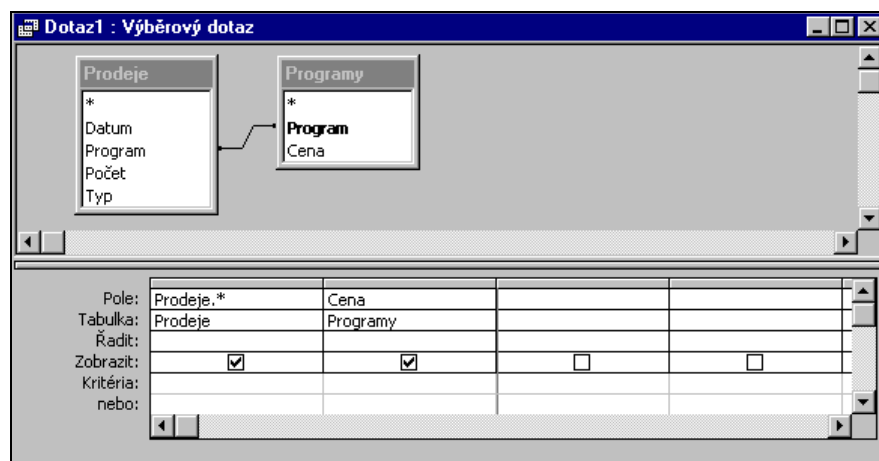 Dotaz1 : Výběrový dotaz
Prodeje
*
Datum
Program
Počet
Typ
Programy
*
Program
Cena
Pole: Prodeje.* Cena
Tabulka: Prodeje Programy
Řadit:
Zobrazit:
Kritéria:
nebo: